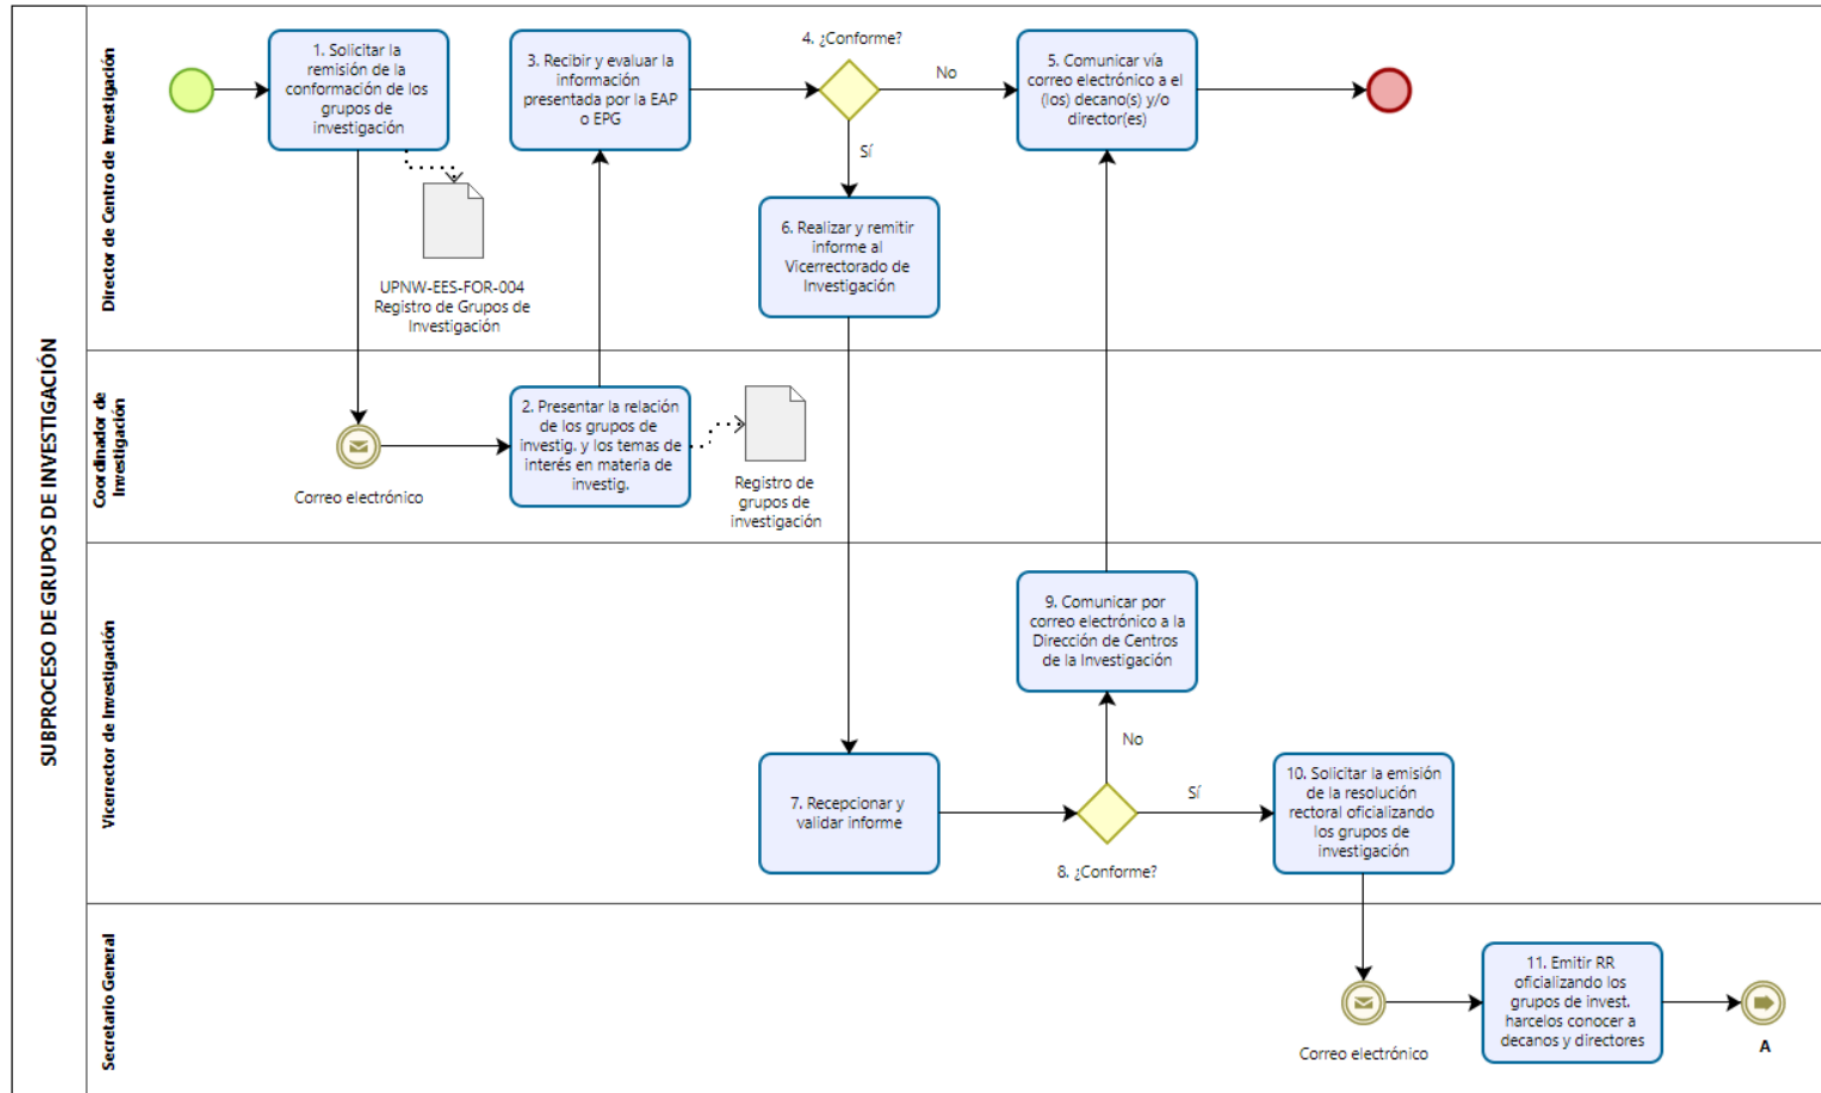 SUBPROCESO DE GRUPOS DE INVESTIGACIÓN
Director de Centro de Investigación
1. Solicitar la
remisión de la
conformación de los
grupos de
investigación
UPNW-EES-FOR-004
Registro de Grupos de
Investigación
3. Recibir y evaluar la
información
presentada por la EAP
o EPG
4. ¿Conforme?
No
Sí
5. Comunicar vía
correo electrónico a el
(los) decano(s) y/o
director(es)
6. Realizar y remitir
informe al
Vicerrectorado de
Investigación
Coordinador de
Investigación
Correo electrónico
2. Presentar la relación
de los grupos de
investig. y los temas de
interés en materia de
investig.
Registro de
grupos de
investigación
Vicerrector de Investigación
9. Comunicar por
correo electrónico a la
Dirección de Centros
de la Investigación
No
7. Recepcionar y
validar informe
8. ¿Conforme?
Sí
10. Solicitar la emisión
de la resolución
rectoral oficializando
los grupos de
investigación
Secretario General
Correo electrónico
11. Emitir RR
oficializando los
grupos de invest.
harcelos conocer a
decanos y directores
A